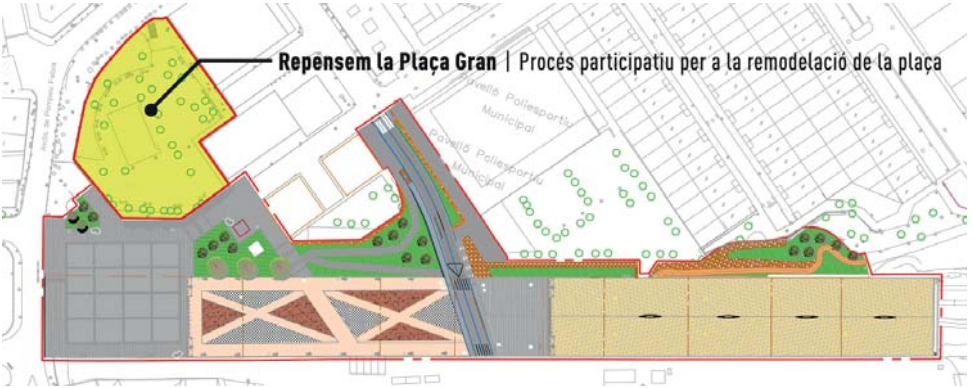 Repensem la Plaça Gran | Procés participatiu per a la remodelació de la plaça
Pavelló Poliesportiu
Municipal
Pavelló Poliesportiu
Municipal